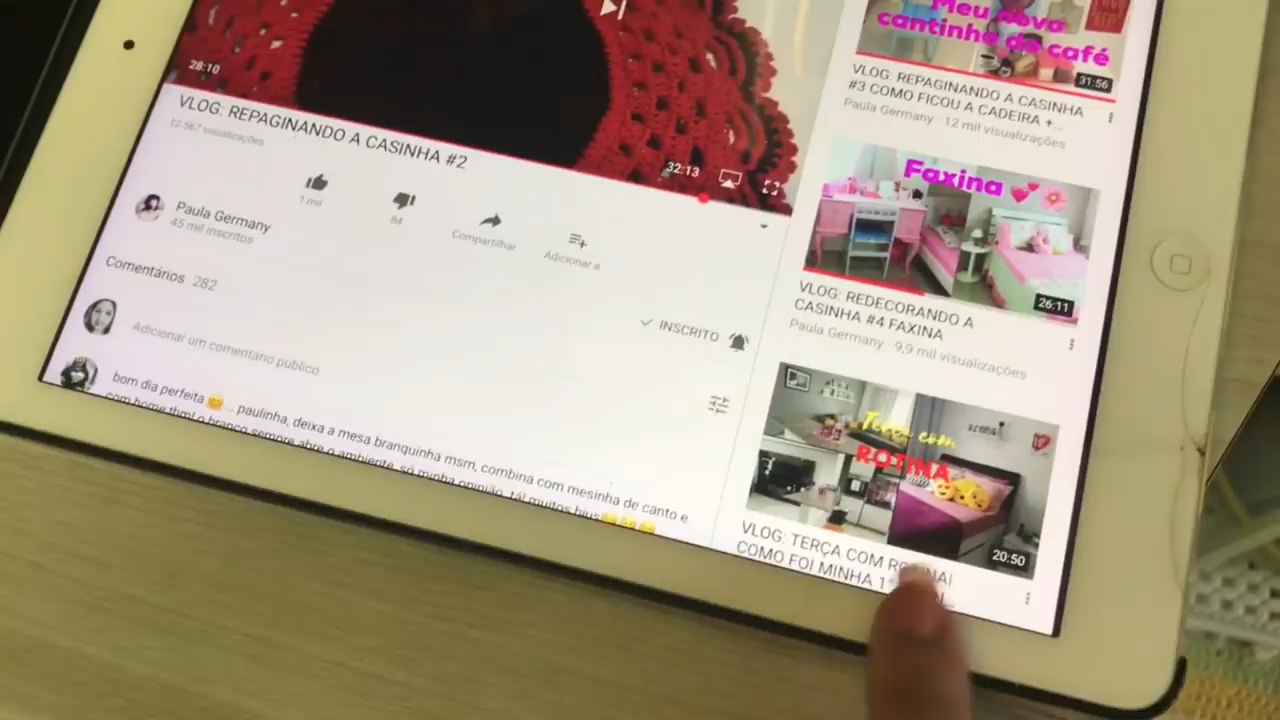 28:10
32:13
VLOG: REPAGINANDO A CASINHA #2
12.567 visualizações
1 mil
84
Compartilhar
Adicionar a
Paula Germany
45 mil inscritos
INSCRITO
Comentários 282
Adicionar um comentário público
bom dia perfeita 😊 .. paulinha, deixa a mesa branquinha msm, combina com mesinha de canto e
com home tbm! o branco sempre abre o ambiente, só minha opinião, tá! muitos bjus
Meu novo
cantinho do café
31:56
VLOG: REPAGINANDO A CASINHA
#3 COMO FICOU A CADEIRA +...
Paula Germany · 12 mil visualizações
Faxina 💕🌸
26:11
VLOG: REDECORANDO A
CASINHA #4 FAXINA
Paula Germany · 9,9 mil visualizações
Terça com
ROTINA
20:50
VLOG: TERÇA COM ROTINA|
COMO FOI MINHA 1